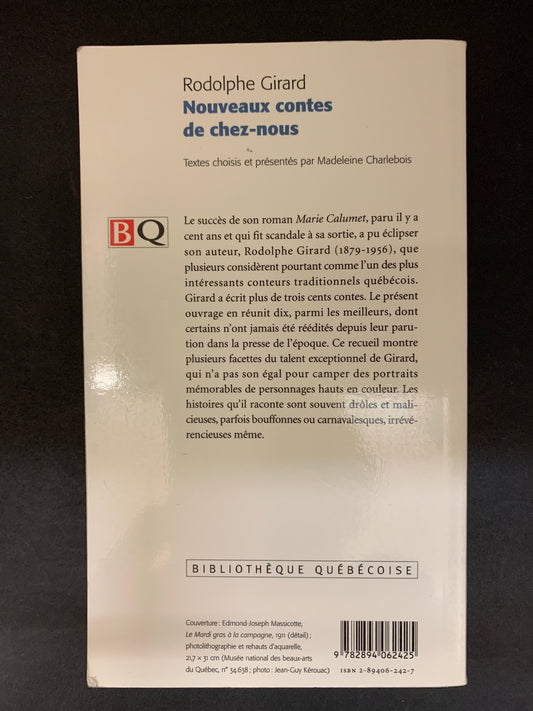 Rodolphe Girard
Nouveaux contes
de chez-nous
Textes choisis et présentés par Madeleine Charlebois
BQ
Le succès de son roman Marie Calumet, paru il y a
cent ans et qui fit scandale à sa sortie, a pu éclipser
son auteur, Rodolphe Girard (1879-1956), que
plusieurs considèrent pourtant comme l'un des plus
intéressants conteurs traditionnels québécois.
Girard a écrit plus de trois cents contes. Le présent
ouvrage en réunit dix, parmi les meilleurs, dont
certains n'ont jamais été réédités depuis leur paru-
tion dans la presse de l'époque. Ce recueil montre
plusieurs facettes du talent exceptionnel de Girard,
qui n'a pas son égal pour camper des portraits
mémorables de personnages hauts en couleur. Les
histoires qu'il raconte sont souvent drôles et mali-
cieuses, parfois bouffonnes ou carnavalesques, irrévé-
rencieuses même.
BIBLIOTHÈQUE QUÉBÉCOISE
Couverture : Edmond-Joseph Massicotte,
Le Mardi gras à la campagne, 1911 (détail) ;
photolithographie et rehauts d'aquarelle,
21,7 × 31 cm (Musée national des beaux-arts
du Québec, n° 34.638 ; photo : Jean-Guy Kérouac)
9 782894 062425
ISBN 2-89406-242-7